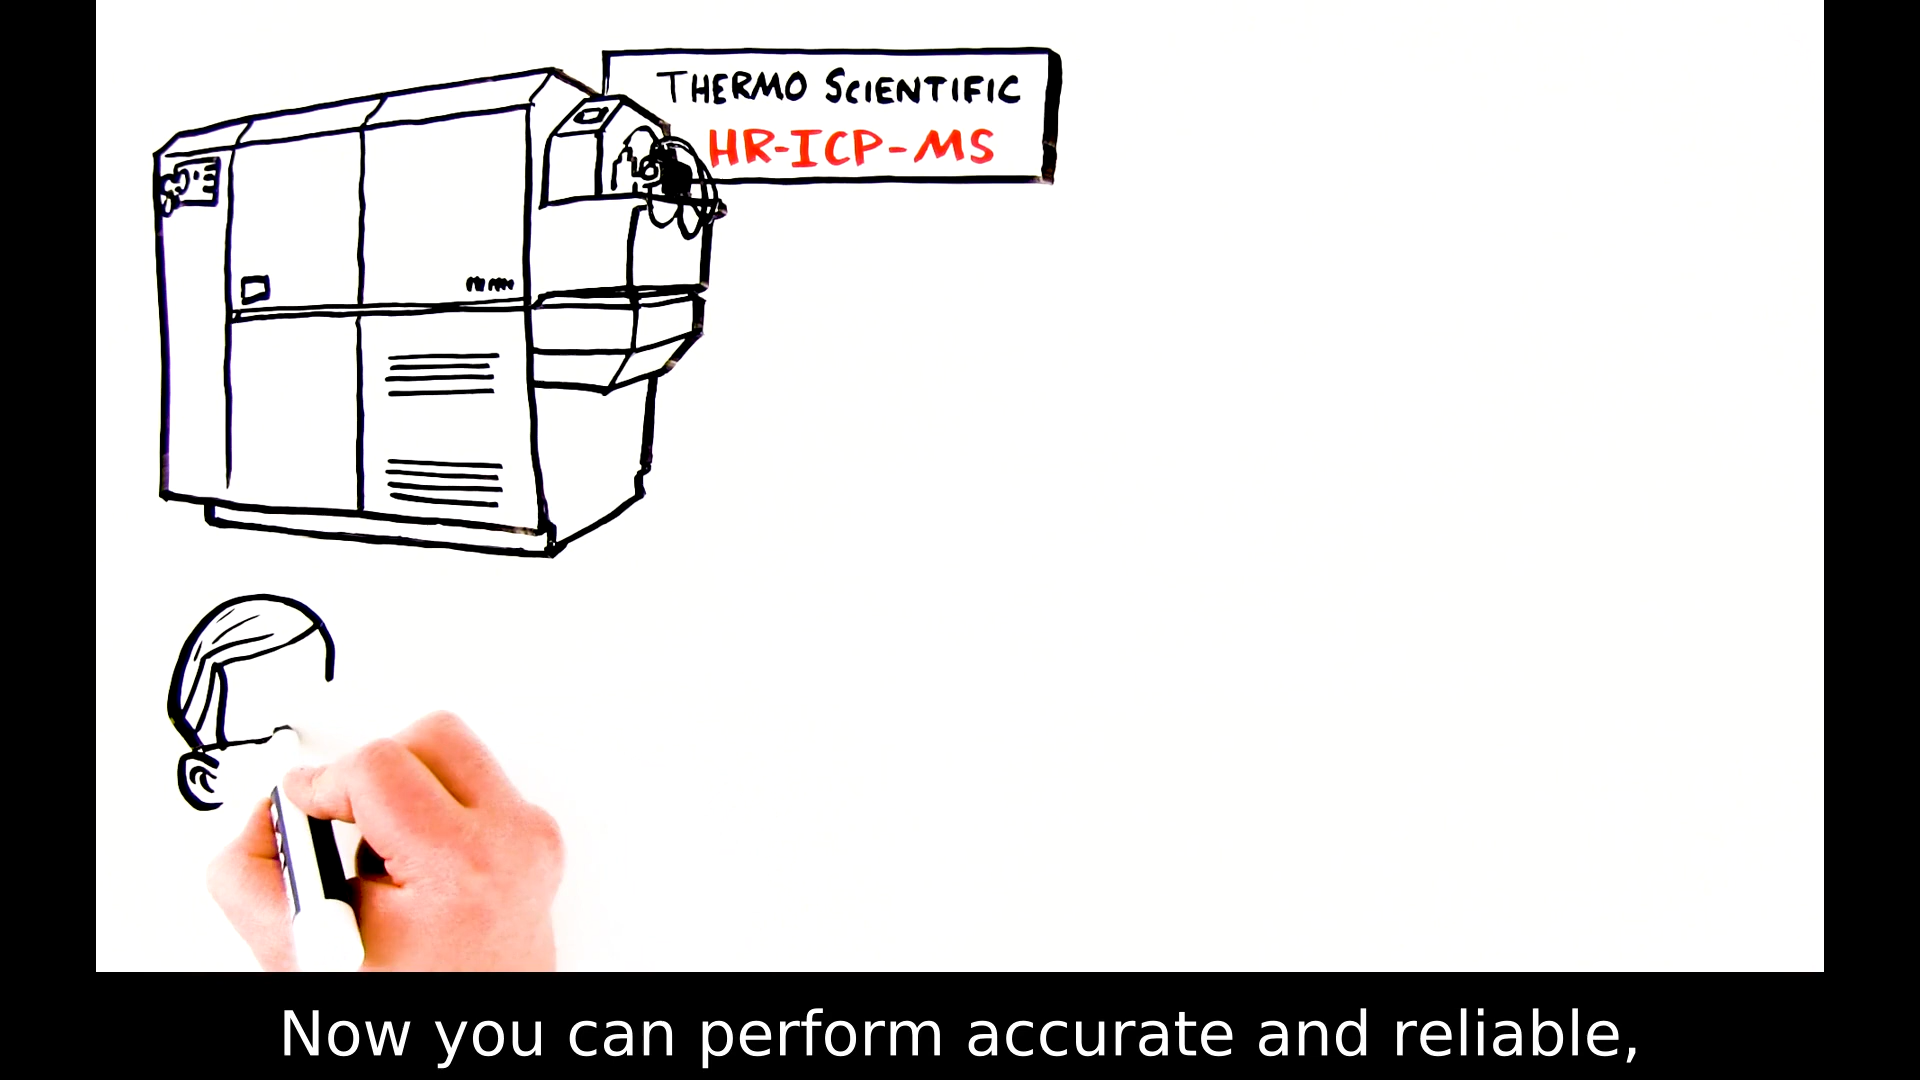 THERMO SCIENTIFIC
HR-ICP-MS
Now you can perform accurate and reliable,